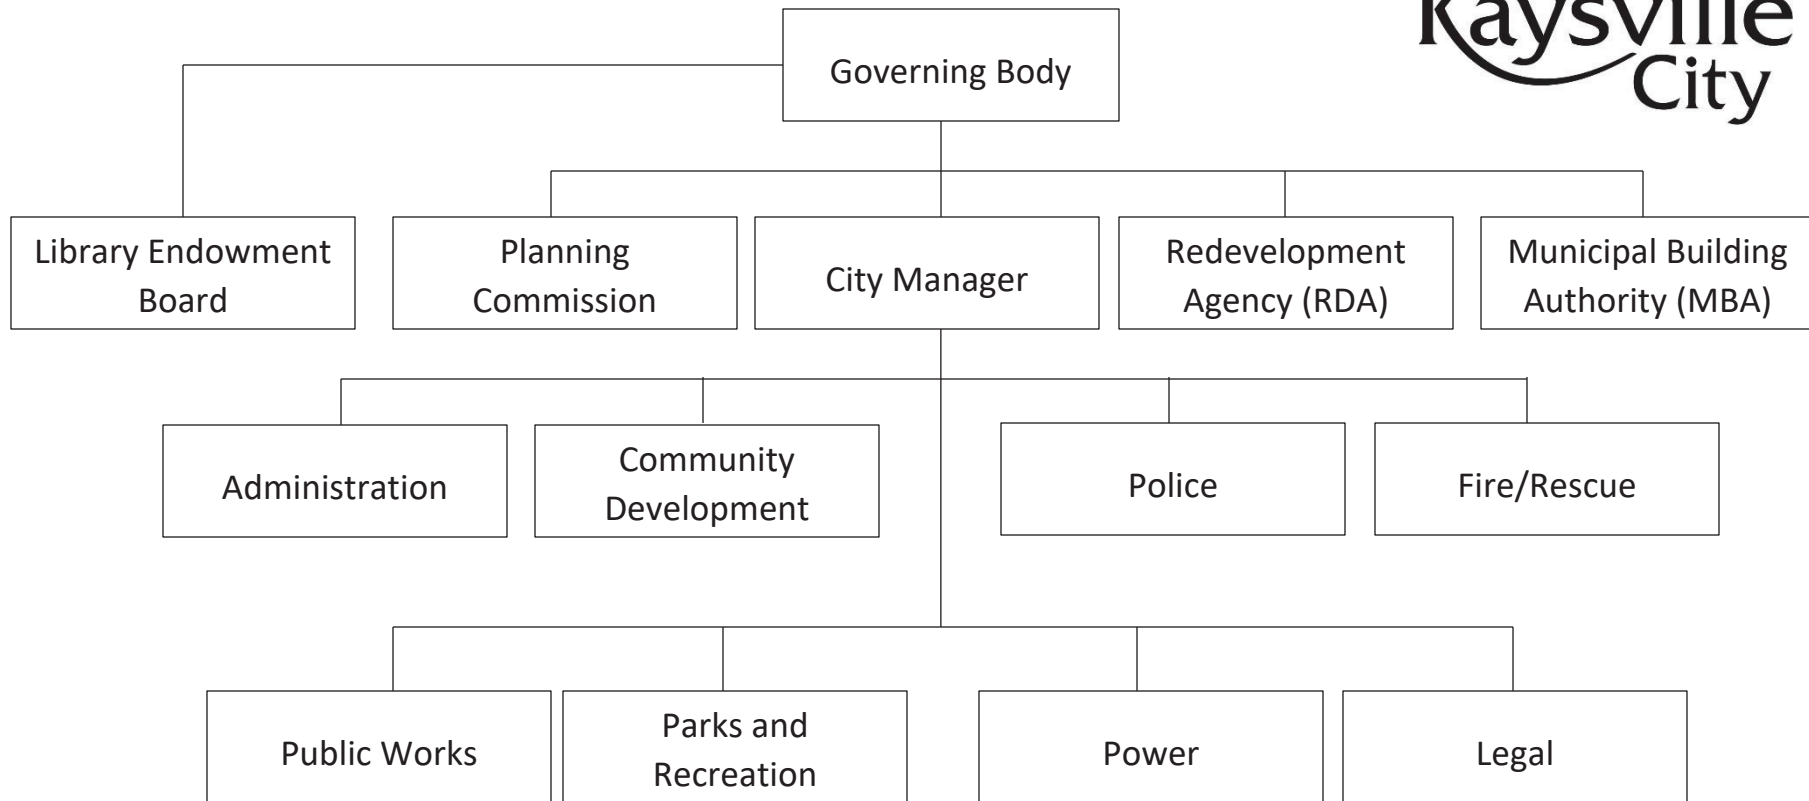 Kaysville
City
Governing Body
Library Endowment
Board
Planning
Commission
City Manager
Redevelopment
Agency (RDA)
Municipal Building
Authority (MBA)
Administration
Community
Development
Police
Fire/Rescue
Public Works
Parks and
Recreation
Power
Legal